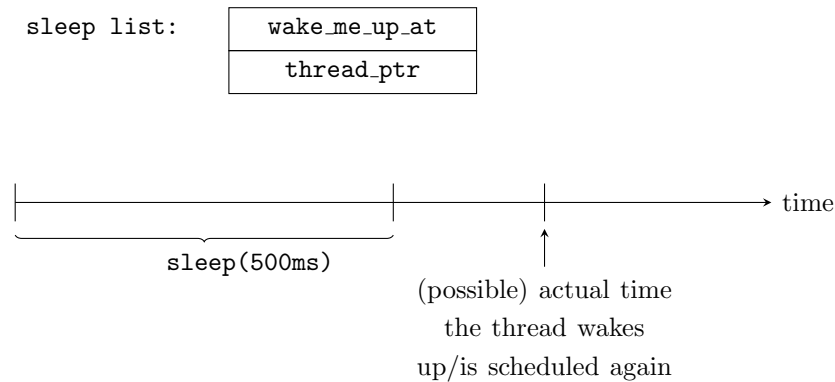 sleep list:
wake_me_up_at
thread_ptr
time
sleep(500ms)
(possible) actual time
the thread wakes
up/is scheduled again